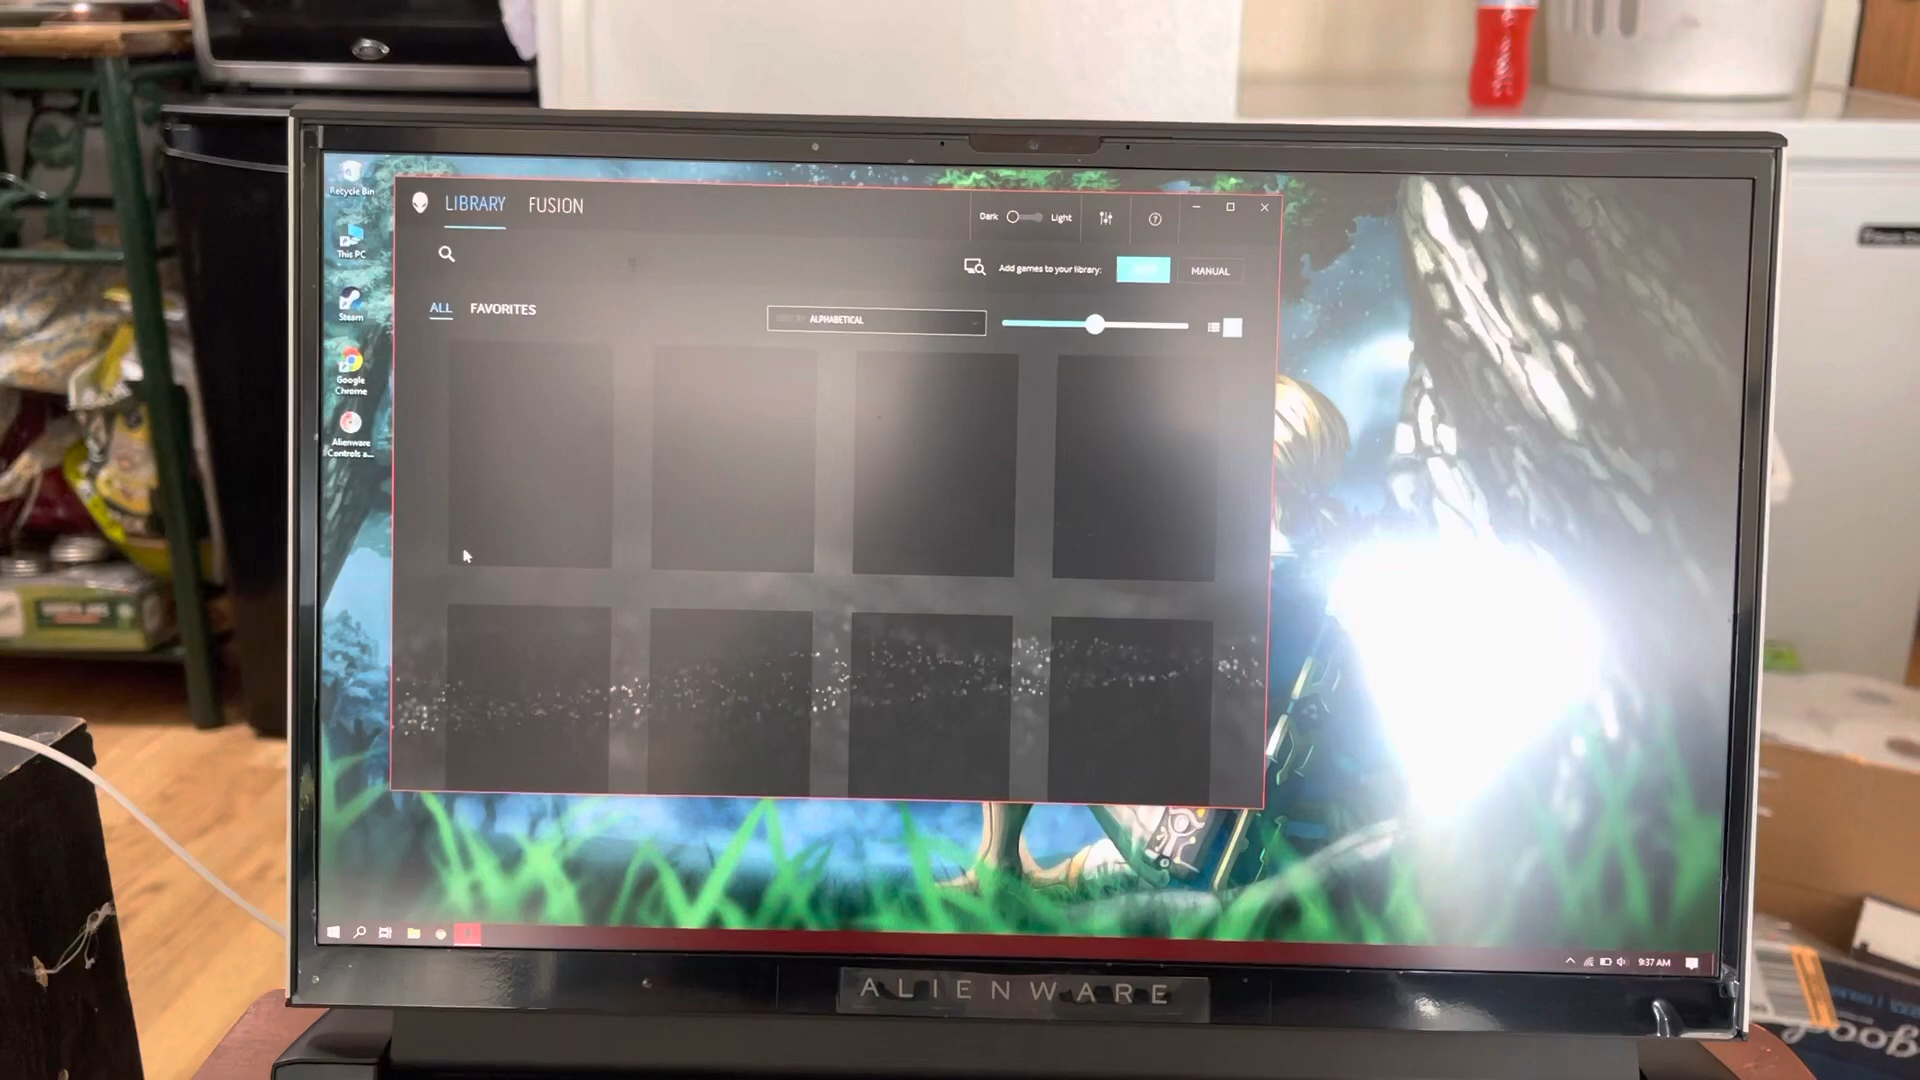 Recycle Bin
This PC
Steam
Google
Chrome
Alienware
Controls a...
LIBRARY FUSION
Dark Light
Add games to your library: MANUAL
ALL FAVORITES
ALPHABETICAL
9:37 AM
ALIENWARE
goog